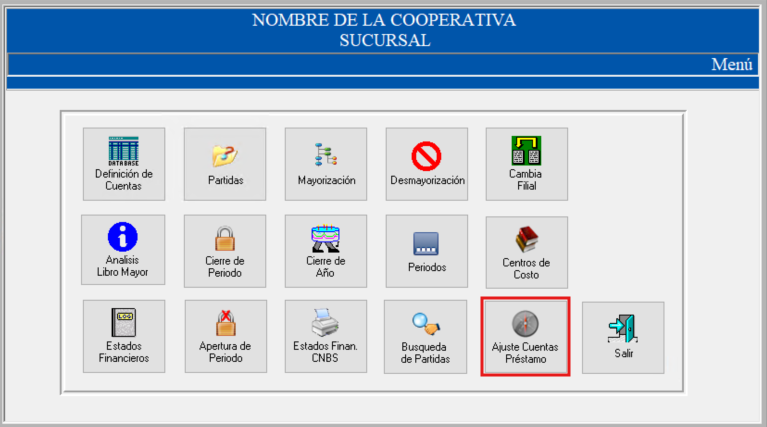 NOMBRE DE LA COOPERATIVA
SUCURSAL
Menú
DATABASE
Definición de
Cuentas
Partidas
Mayorización
Desmayorización
Cambia
Filial
Analisis
Libro Mayor
Cierre de
Periodo
Cierre de
Año
Periodos
Centros de
Costo
LOG
Estados
Financieros
Apertura de
Periodo
Estados Finan.
CNBS
Busqueda
de Partidas
Ajuste Cuentas
Préstamo
Salir